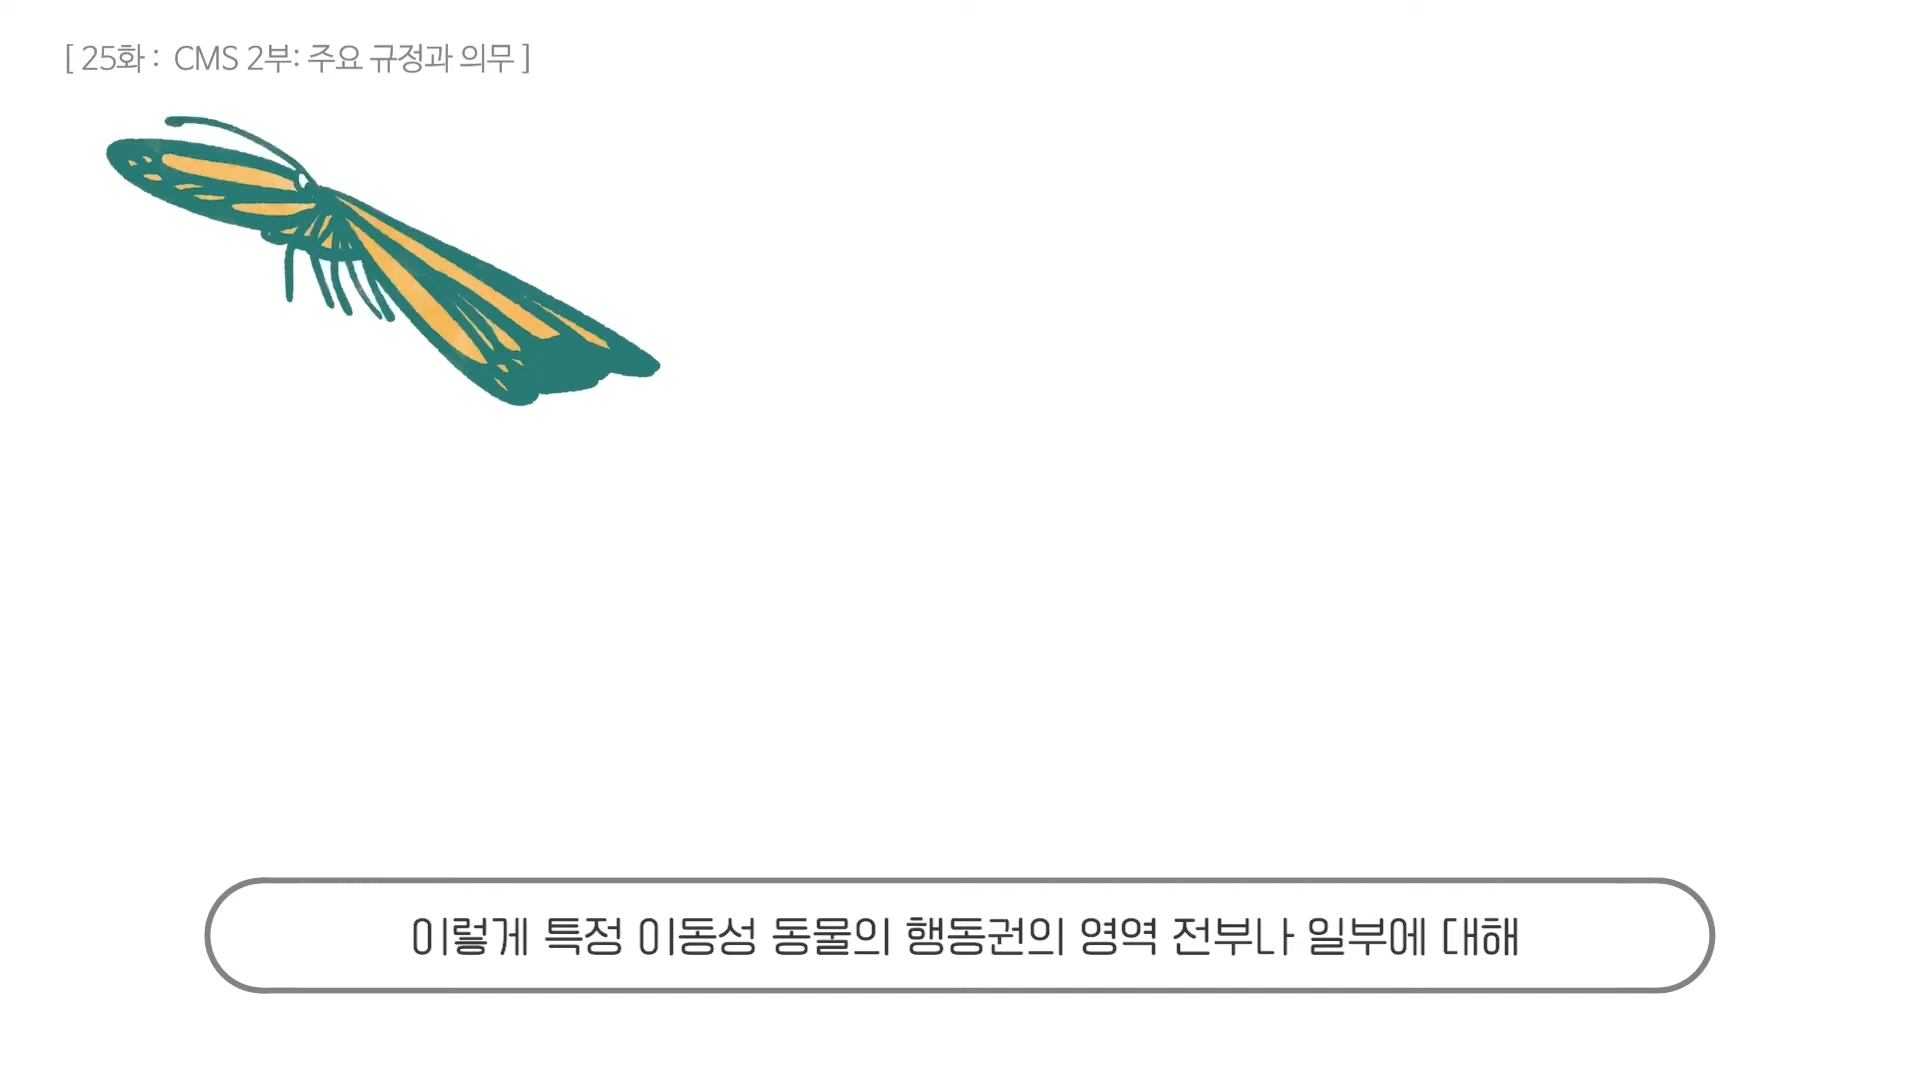 [ 25화 : CMS 2부: 주요 규정과 의무 ]
이렇게 특정 이동성 동물의 행동권의 영역 전부나 일부에 대해